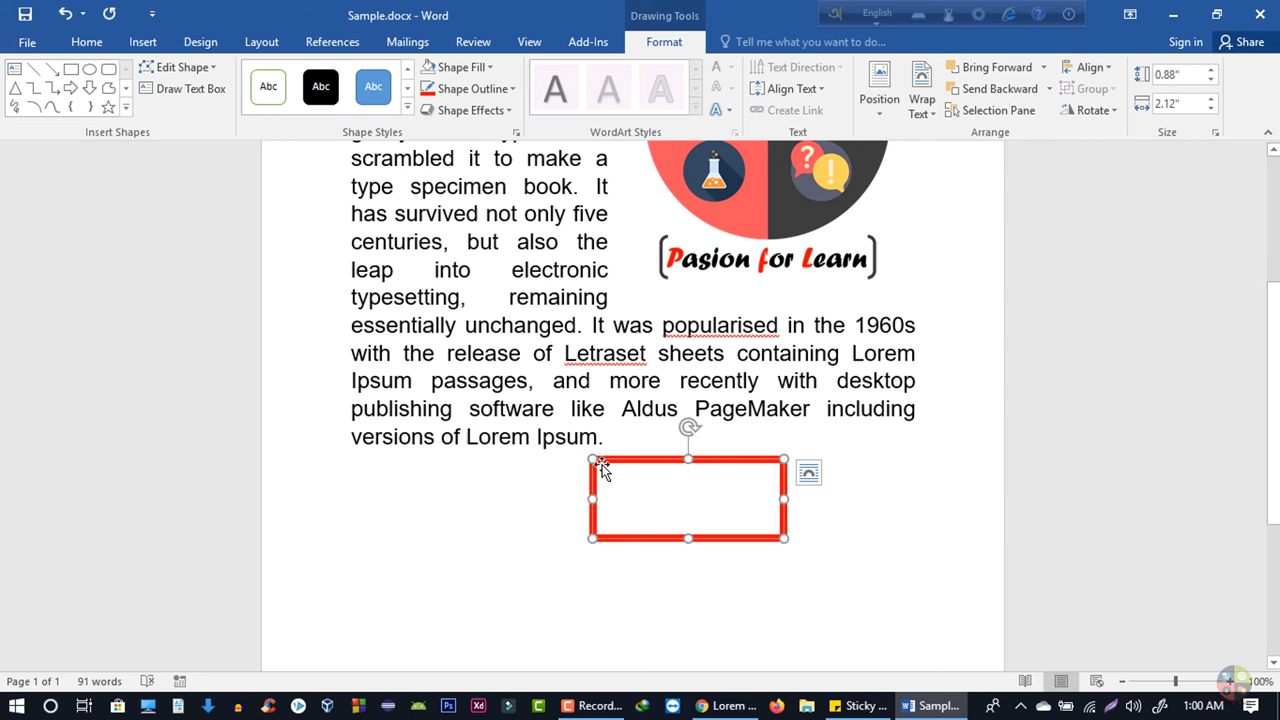 Sample.docx - Word
Drawing Tools
English
File
Home
Insert
Design
Layout
References
Mailings
Review
View
Add-Ins
Format
Tell me what you want to do...
Sign in
Share
Edit Shape
Draw Text Box
Insert Shapes
Abc
Abc
Abc
Shape Fill
Shape Outline
Shape Effects
Shape Styles
A
A
A
WordArt Styles
Text Direction
Align Text
Create Link
Text
Position
Wrap
Text
Bring Forward
Send Backward
Selection Pane
Align
Group
Rotate
Arrange
0.88"
2.12"
Size
scrambled it to make a
type specimen book. It
has survived not only five
centuries, but also the
leap into electronic
typesetting, remaining
essentially unchanged. It was popularised in the 1960s
with the release of Letraset sheets containing Lorem
Ipsum passages, and more recently with desktop
publishing software like Aldus PageMaker including
versions of Lorem Ipsum.
Pasion for Learn
Page 1 of 1
91 words
100%
Ps
Xd
Record...
Lorem ...
Sticky ...
Sampl...
1:00 AM